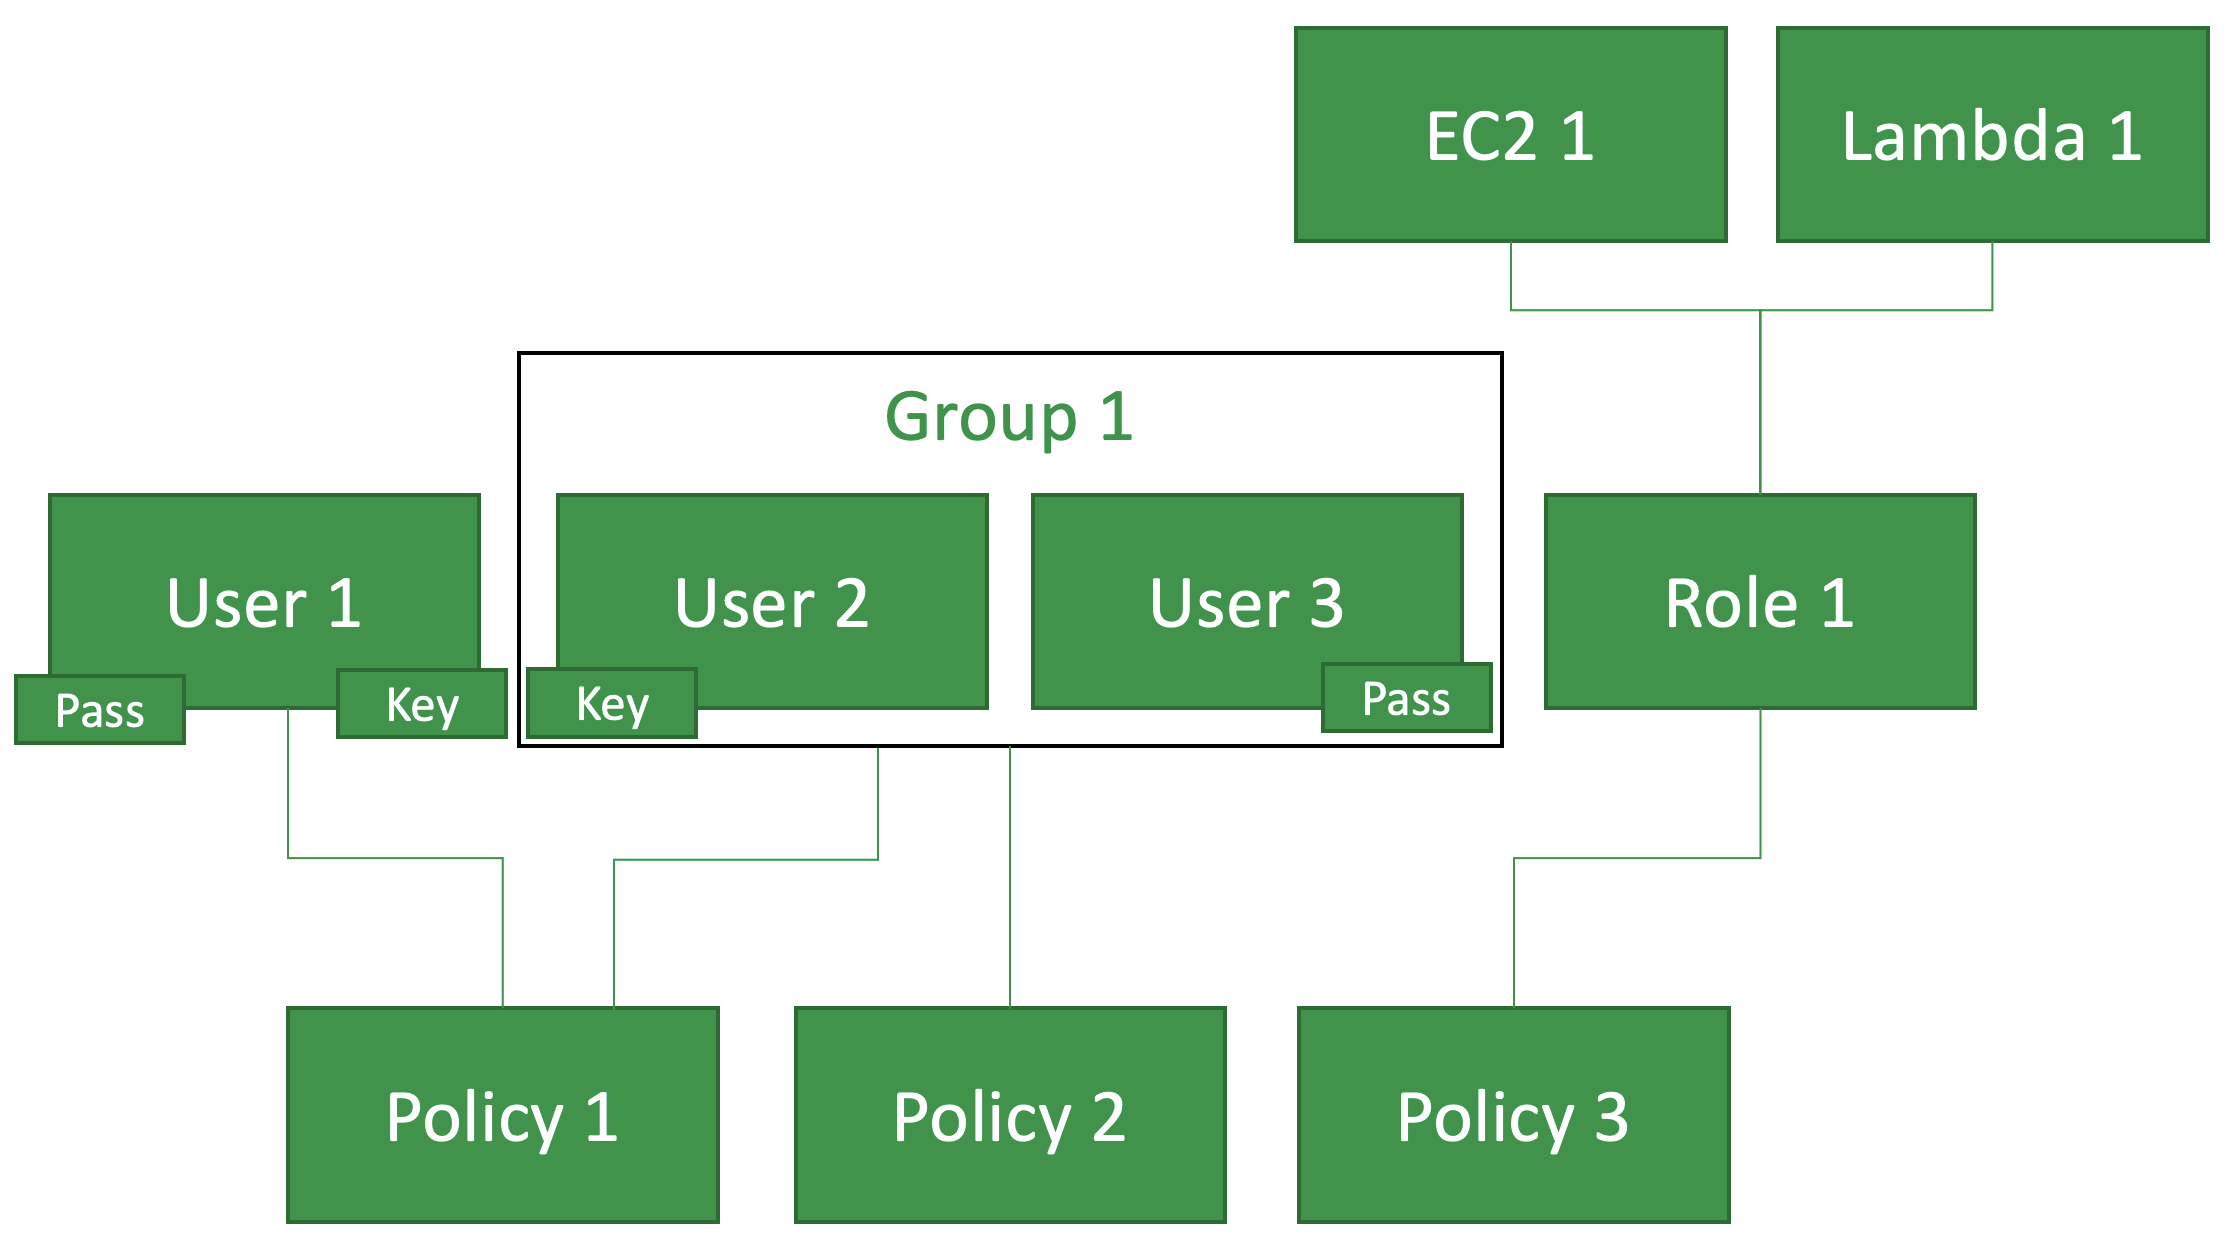 EC2 1
Lambda 1
Group 1
User 1
User 2
User 3
Role 1
Pass
Key
Key
Pass
Policy 1
Policy 2
Policy 3